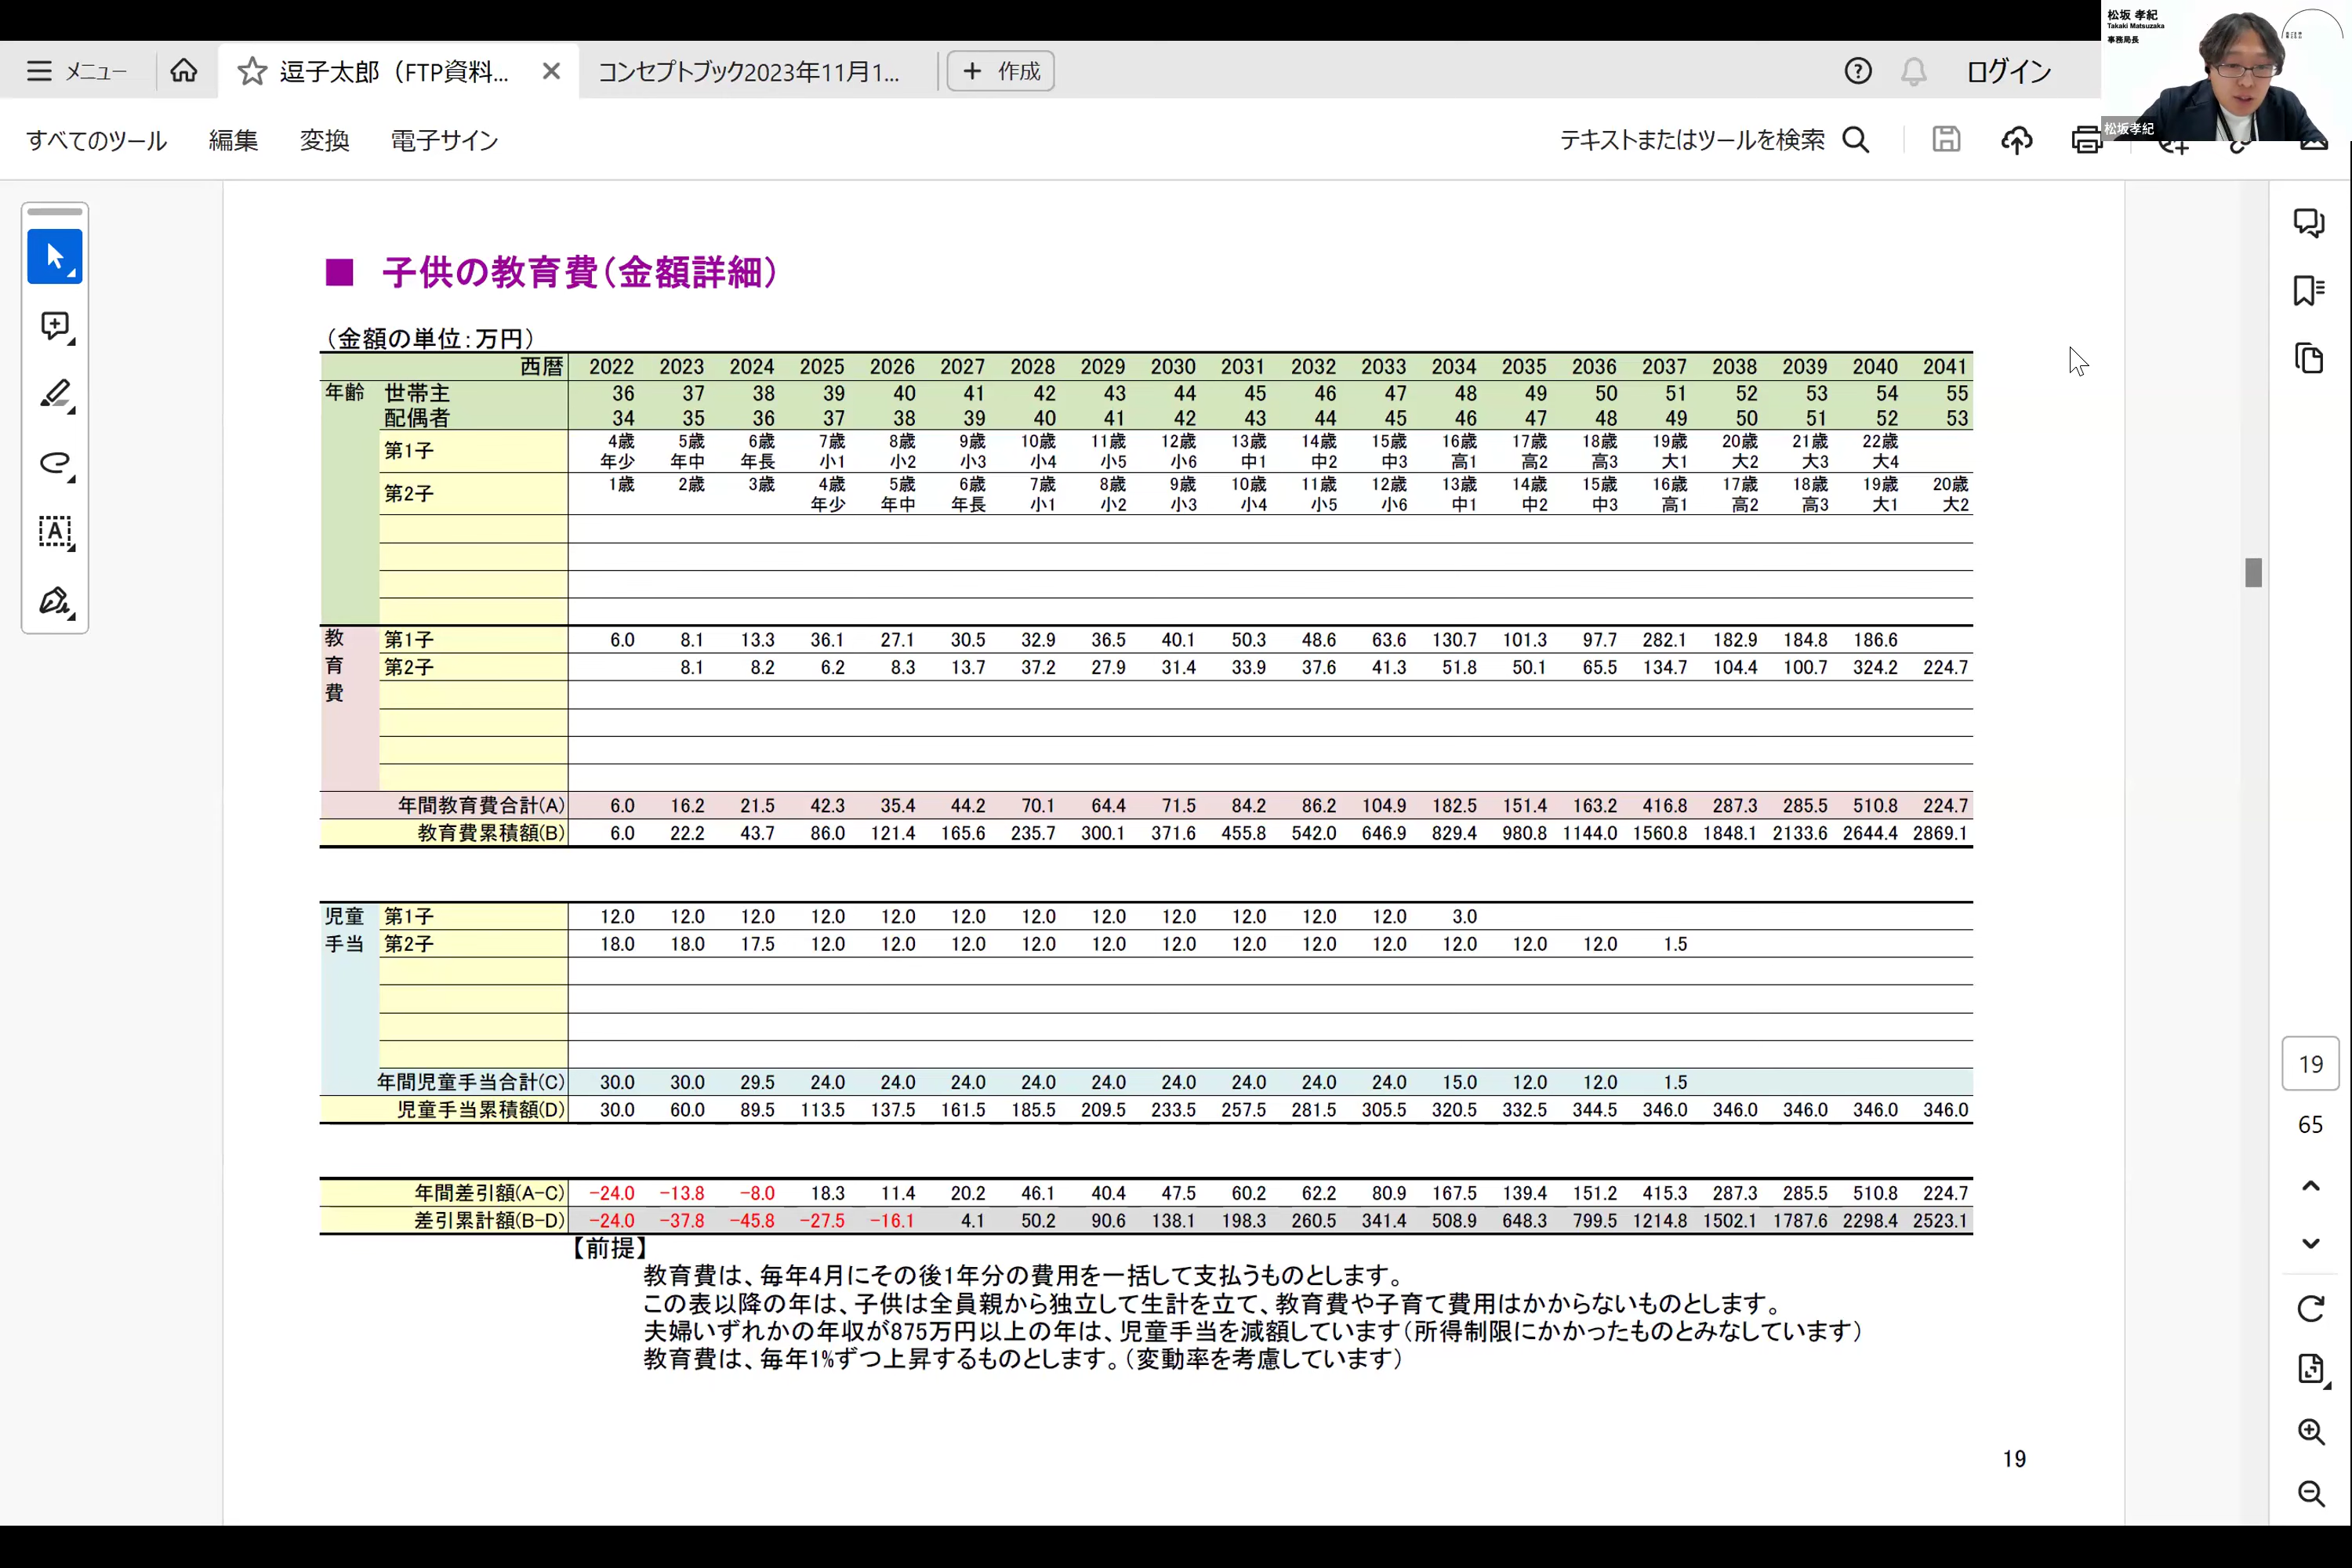 松坂 孝紀
Takaki Matsuzaka
事務局長
松坂孝紀
メニュー
逗子太郎（FTP資料...
コンセプトブック2023年11月1...
作成
ログイン
すべてのツール 編集 変換 電子サイン
テキストまたはツールを検索
■ 子供の教育費（金額詳細）
（金額の単位：万円）
西暦 2022 2023 2024 2025 2026 2027 2028 2029 2030 2031 2032 2033 2034 2035 2036 2037 2038 2039 2040 2041
年齢 世帯主 36 37 38 39 40 41 42 43 44 45 46 47 48 49 50 51 52 53 54 55
配偶者 34 35 36 37 38 39 40 41 42 43 44 45 46 47 48 49 50 51 52 53
第1子 4歳 5歳 6歳 7歳 8歳 9歳 10歳 11歳 12歳 13歳 14歳 15歳 16歳 17歳 18歳 19歳 20歳 21歳 22歳
年少 年中 年長 小1 小2 小3 小4 小5 小6 中1 中2 中3 高1 高2 高3 大1 大2 大3 大4
第2子 1歳 2歳 3歳 4歳 5歳 6歳 7歳 8歳 9歳 10歳 11歳 12歳 13歳 14歳 15歳 16歳 17歳 18歳 19歳 20歳
年少 年中 年長 小1 小2 小3 小4 小5 小6 中1 中2 中3 高1 高2 高3 大1 大2
教育費 第1子 6.0 8.1 13.3 36.1 27.1 30.5 32.9 36.5 40.1 50.3 48.6 63.6 130.7 101.3 97.7 282.1 182.9 184.8 186.6
第2子 8.1 8.2 6.2 8.3 13.7 37.2 27.9 31.4 33.9 37.6 41.3 51.8 50.1 65.5 134.7 104.4 100.7 324.2 224.7
年間教育費合計(A) 6.0 16.2 21.5 42.3 35.4 44.2 70.1 64.4 71.5 84.2 86.2 104.9 182.5 151.4 163.2 416.8 287.3 285.5 510.8 224.7
教育費累積額(B) 6.0 22.2 43.7 86.0 121.4 165.6 235.7 300.1 371.6 455.8 542.0 646.9 829.4 980.8 1144.0 1560.8 1848.1 2133.6 2644.4 2869.1
児童手当 第1子 12.0 12.0 12.0 12.0 12.0 12.0 12.0 12.0 12.0 12.0 12.0 12.0 3.0
第2子 18.0 18.0 17.5 12.0 12.0 12.0 12.0 12.0 12.0 12.0 12.0 12.0 12.0 12.0 12.0 1.5
年間児童手当合計(C) 30.0 30.0 29.5 24.0 24.0 24.0 24.0 24.0 24.0 24.0 24.0 24.0 15.0 12.0 12.0 1.5
児童手当累積額(D) 30.0 60.0 89.5 113.5 137.5 161.5 185.5 209.5 233.5 257.5 281.5 305.5 320.5 332.5 344.5 346.0 346.0 346.0 346.0 346.0
年間差引額(A-C) -24.0 -13.8 -8.0 18.3 11.4 20.2 46.1 40.4 47.5 60.2 62.2 80.9 167.5 139.4 151.2 415.3 287.3 285.5 510.8 224.7
差引累計額(B-D) -24.0 -37.8 -45.8 -27.5 -16.1 4.1 50.2 90.6 138.1 198.3 260.5 341.4 508.9 648.3 799.5 1214.8 1502.1 1787.6 2298.4 2523.1
【前提】
教育費は、毎年4月にその後1年分の費用を一括して支払うものとします。
この表以降の年は、子供は全員親から独立して生計を立て、教育費や子育て費用はかからないものとします。
夫婦いずれかの年収が875万円以上の年は、児童手当を減額しています（所得制限にかかったものとみなしています）
教育費は、毎年1%ずつ上昇するものとします。（変動率を考慮しています）
19
19
65